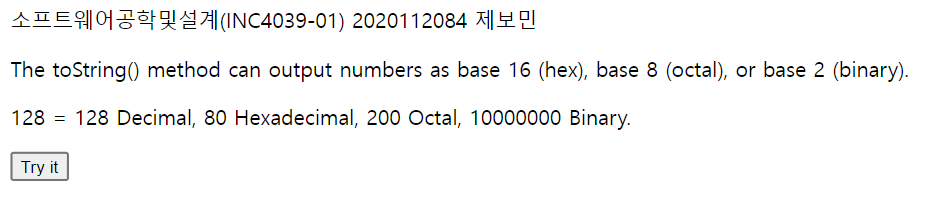 소프트웨어공학및설계(INC4039-01) 2020112084 제보민
The toString() method can output numbers as base 16 (hex), base 8 (octal), or base 2 (binary).
128 = 128 Decimal, 80 Hexadecimal, 200 Octal, 10000000 Binary.
Try it